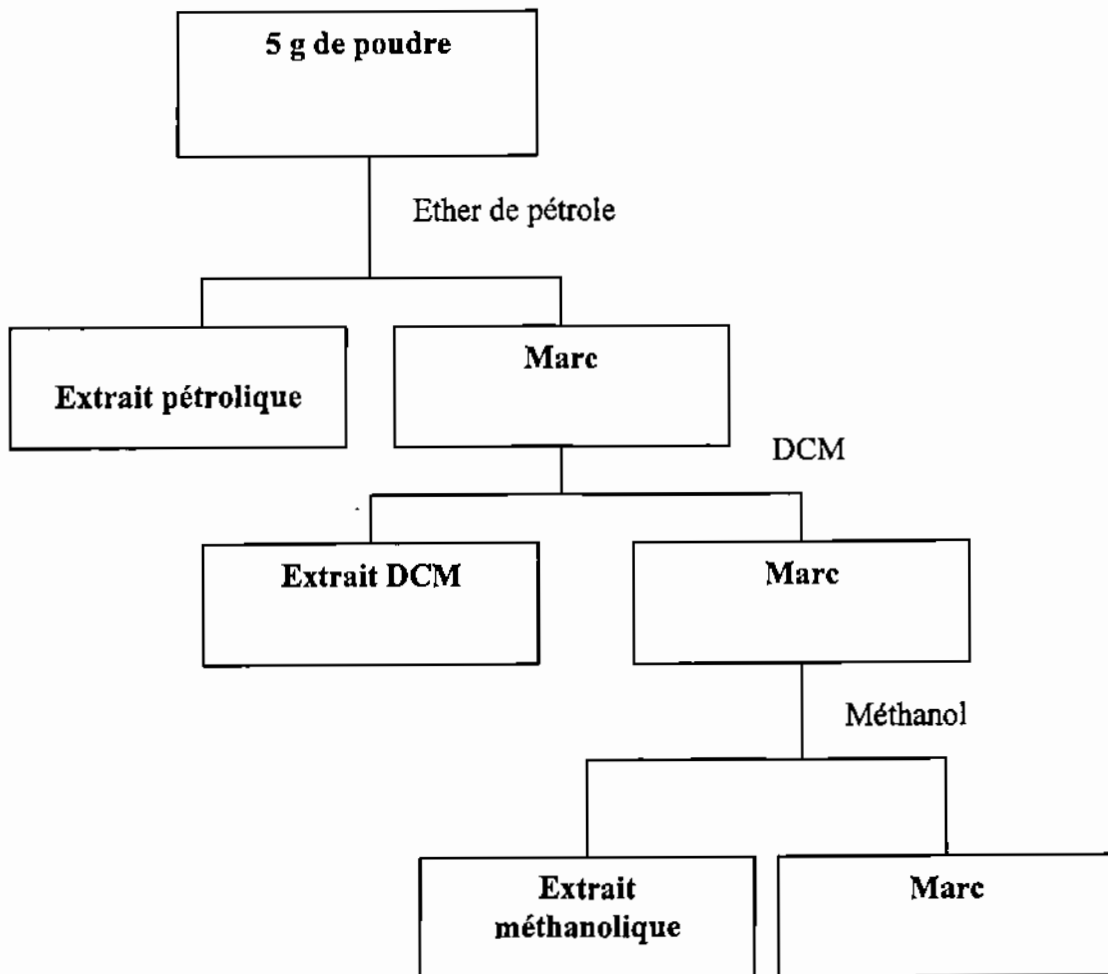 5 g de poudre
Ether de pétrole
Extrait pétrolique
Marc
DCM
Extrait DCM
Marc
Méthanol
Extrait
méthanolique
Marc